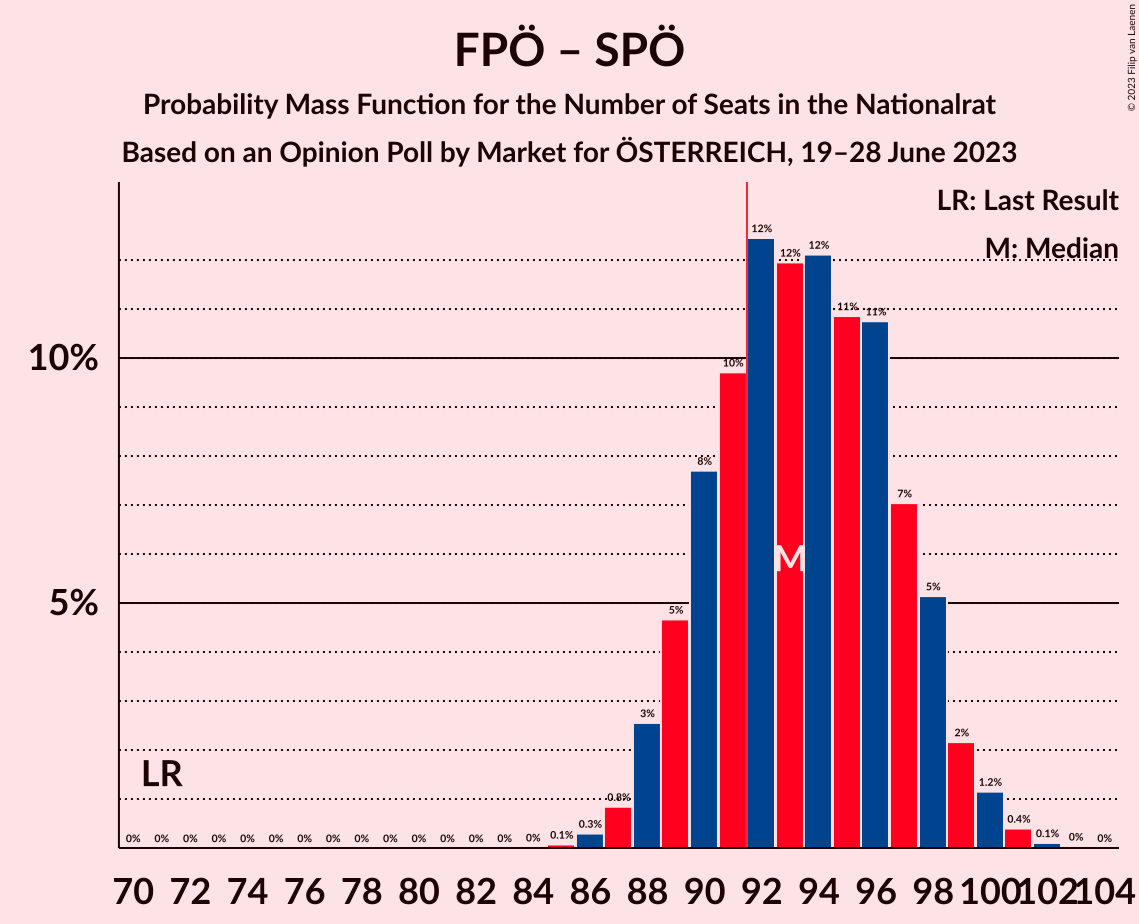 FPÖ – SPÖ
Probability Mass Function for the Number of Seats in the Nationalrat
Based on an Opinion Poll by Market for ÖSTERREICH, 19–28 June 2023
© 2023 Filip van Laenen
LR: Last Result
M: Median
10%
5%
0% 0% 0% 0% 0% 0% 0% 0% 0% 0% 0% 0% 0% 0% 0% 0.1% 0.3% 0.8% 3% 5% 8% 10% 12% 12% 12% 11% 11% 7% 5% 2% 1.2% 0.4% 0.1% 0% 0%
LR
M
70 72 74 76 78 80 82 84 86 88 90 92 94 96 98 100 102 104